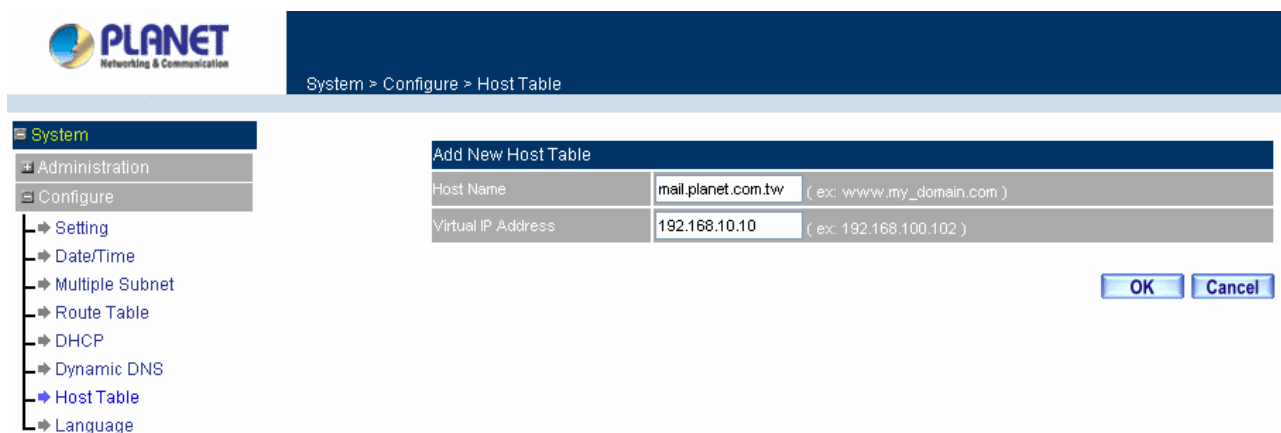 PLANET
Networking & Communication
System > Configure > Host Table
System
Administration
Configure
Setting
Date/Time
Multiple Subnet
Route Table
DHCP
Dynamic DNS
Host Table
Language
Add New Host Table
Host Name mail.planet.com.tw ( ex: www.my_domain.com )
Virtual IP Address 192.168.10.10 ( ex: 192.168.100.102 )
OK Cancel